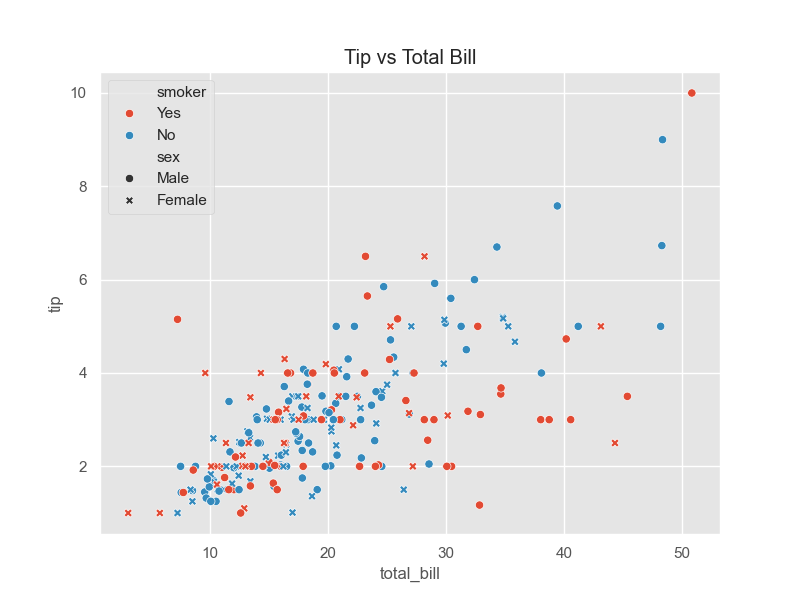 Tip vs Total Bill
smoker
Yes
No
sex
Male
Female
10
8
6
4
2
tip
10 20 30 40 50
total_bill